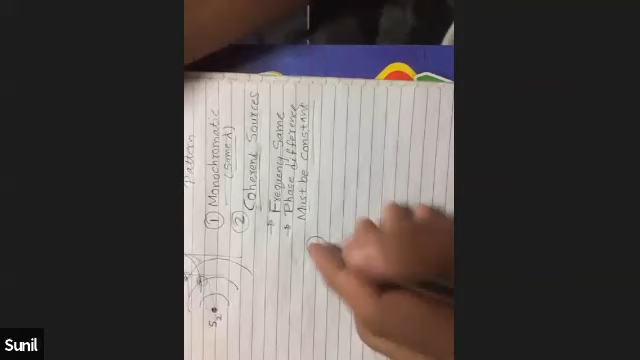 Pattern
① Monochromatic
(same λ)
② Coherent Sources
→ Frequency Same
→ Phase difference
Must be constant
S2
Sunil